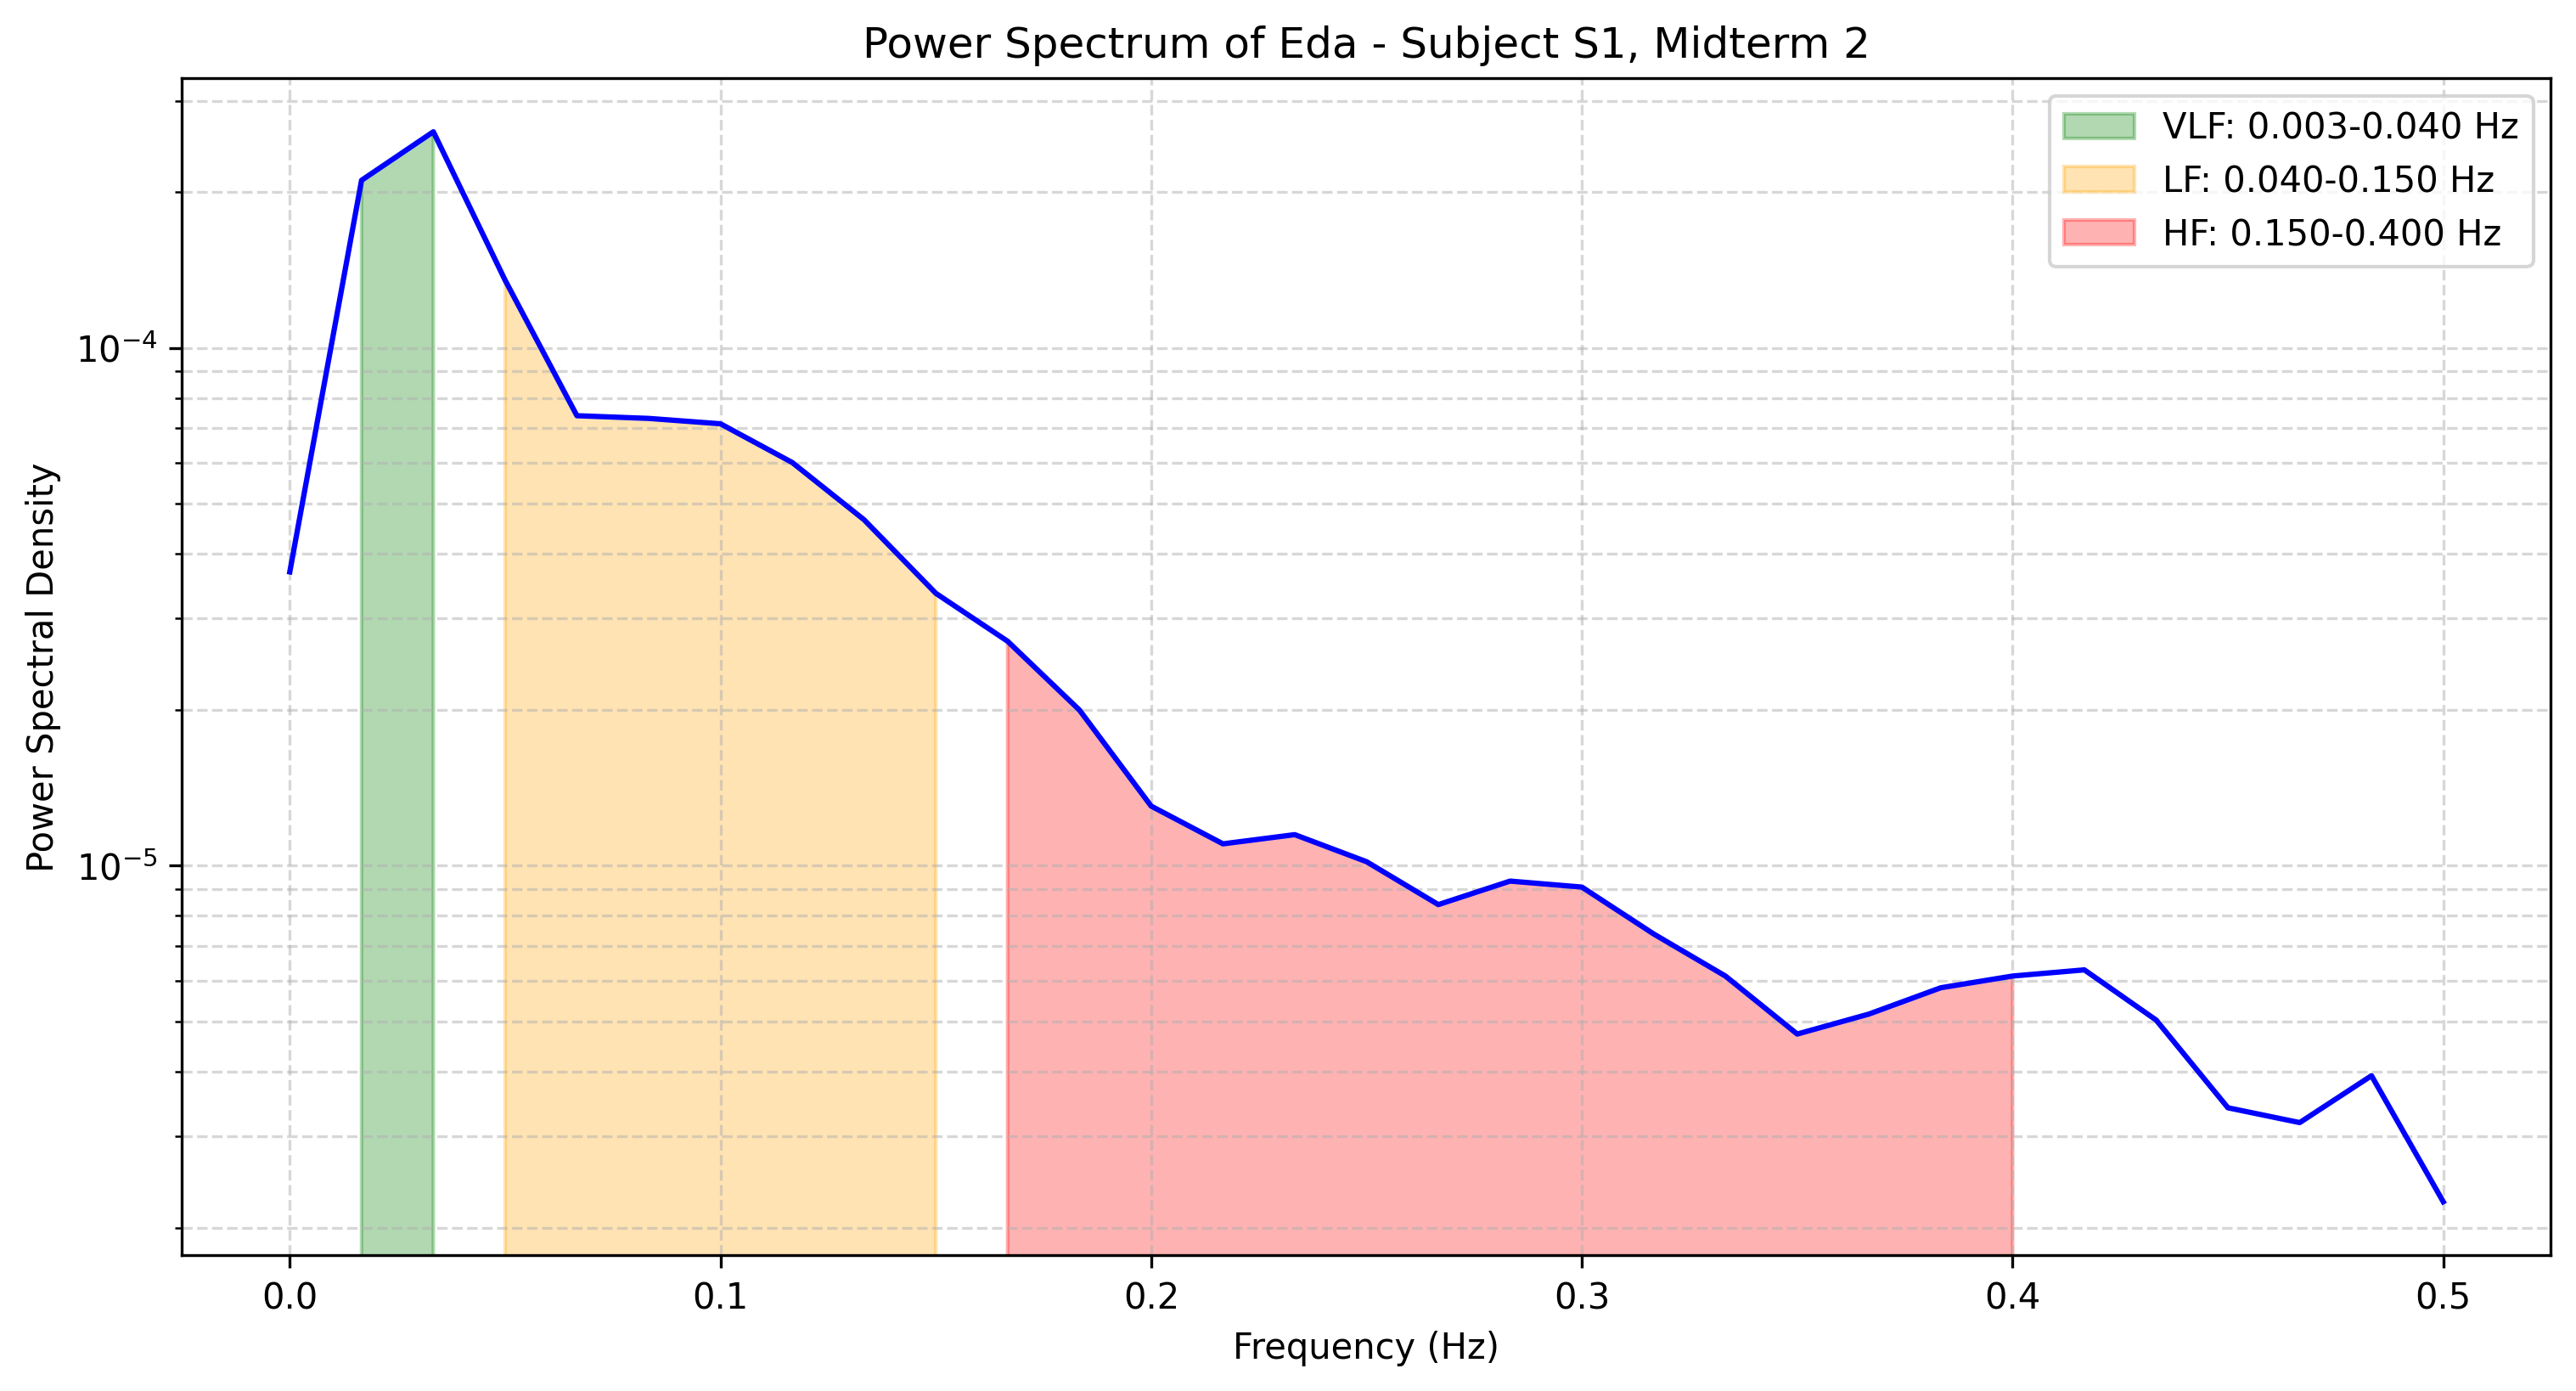 Power Spectrum of Eda - Subject S1, Midterm 2
VLF: 0.003-0.040 Hz
LF: 0.040-0.150 Hz
HF: 0.150-0.400 Hz
Power Spectral Density
10⁻⁴
10⁻⁵
0.0 0.1 0.2 0.3 0.4 0.5
Frequency (Hz)